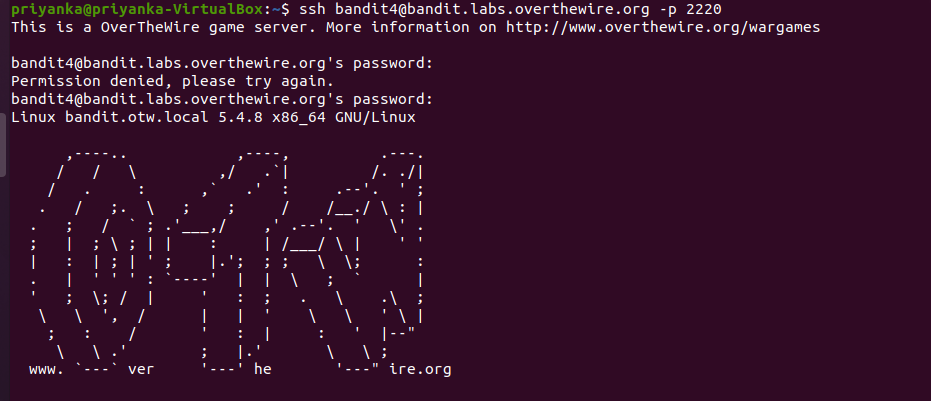 priyanka@priyanka-VirtualBox:~$ ssh bandit4@bandit.labs.overthewire.org -p 2220
This is a OverTheWire game server. More information on http://www.overthewire.org/wargames

bandit4@bandit.labs.overthewire.org's password:
Permission denied, please try again.
bandit4@bandit.labs.overthewire.org's password:
Linux bandit.otw.local 5.4.8 x86_64 GNU/Linux

      ,----..            ,----,          .---.
     /   /   \         ,/   .`|         /. ./|
    /   .     :      ,`   .'  :     .--'.  ' ;
   .   /   ;.  \   ;    ;     /    /__./ \ : |
  .   ;   /  ` ; .'___,/    ,' .--'.  '   \' .
  ;   |  ; \ ; | |    :     | /___/ \ |    ' '
  |   :  | ; | ' ;    |.';  ; ;   \  \;      :
  .   |  ' ' ' : `----'  |  |  \   ;  `      |
  '   ;  \; /  |     '   :  ;   .   \    .\  ;
   \   \  ',  /      |   |  '    \   \   ' \ |
    ;   :    /       '   :  |     :   '  |--"
     \   \ .'        ;   |.'       \   \ ;
  www. `---` ver     '---' he       '---" ire.org